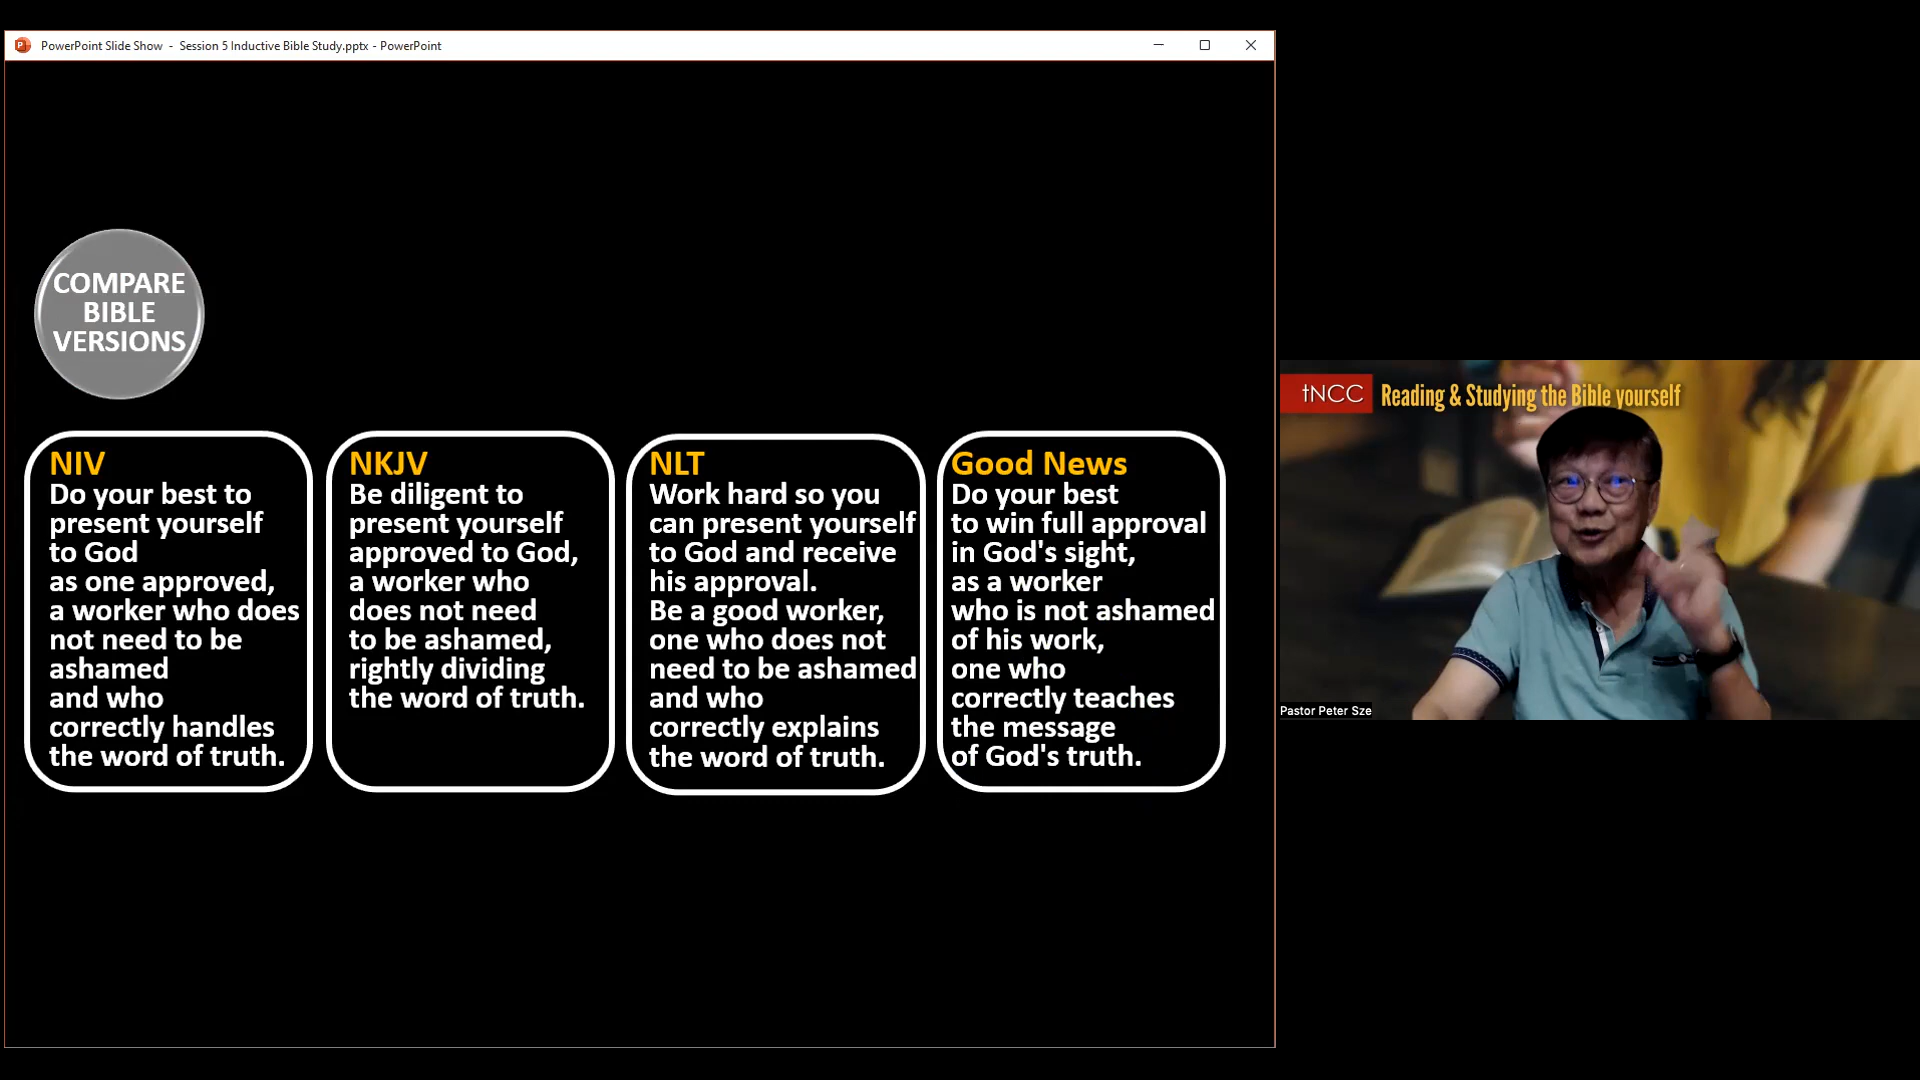 PowerPoint Slide Show - Session 5 Inductive Bible Study.pptx - PowerPoint
COMPARE
BIBLE
VERSIONS
NIV
Do your best to
present yourself
to God
as one approved,
a worker who does
not need to be
ashamed
and who
correctly handles
the word of truth.
NKJV
Be diligent to
present yourself
approved to God,
a worker who
does not need
to be ashamed,
rightly dividing
the word of truth.
NLT
Work hard so you
can present yourself
to God and receive
his approval.
Be a good worker,
one who does not
need to be ashamed
and who
correctly explains
the word of truth.
Good News
Do your best
to win full approval
in God's sight,
as a worker
who is not ashamed
of his work,
one who
correctly teaches
the message
of God's truth.
tNCC Reading & Studying the Bible yourself
Pastor Peter Sze